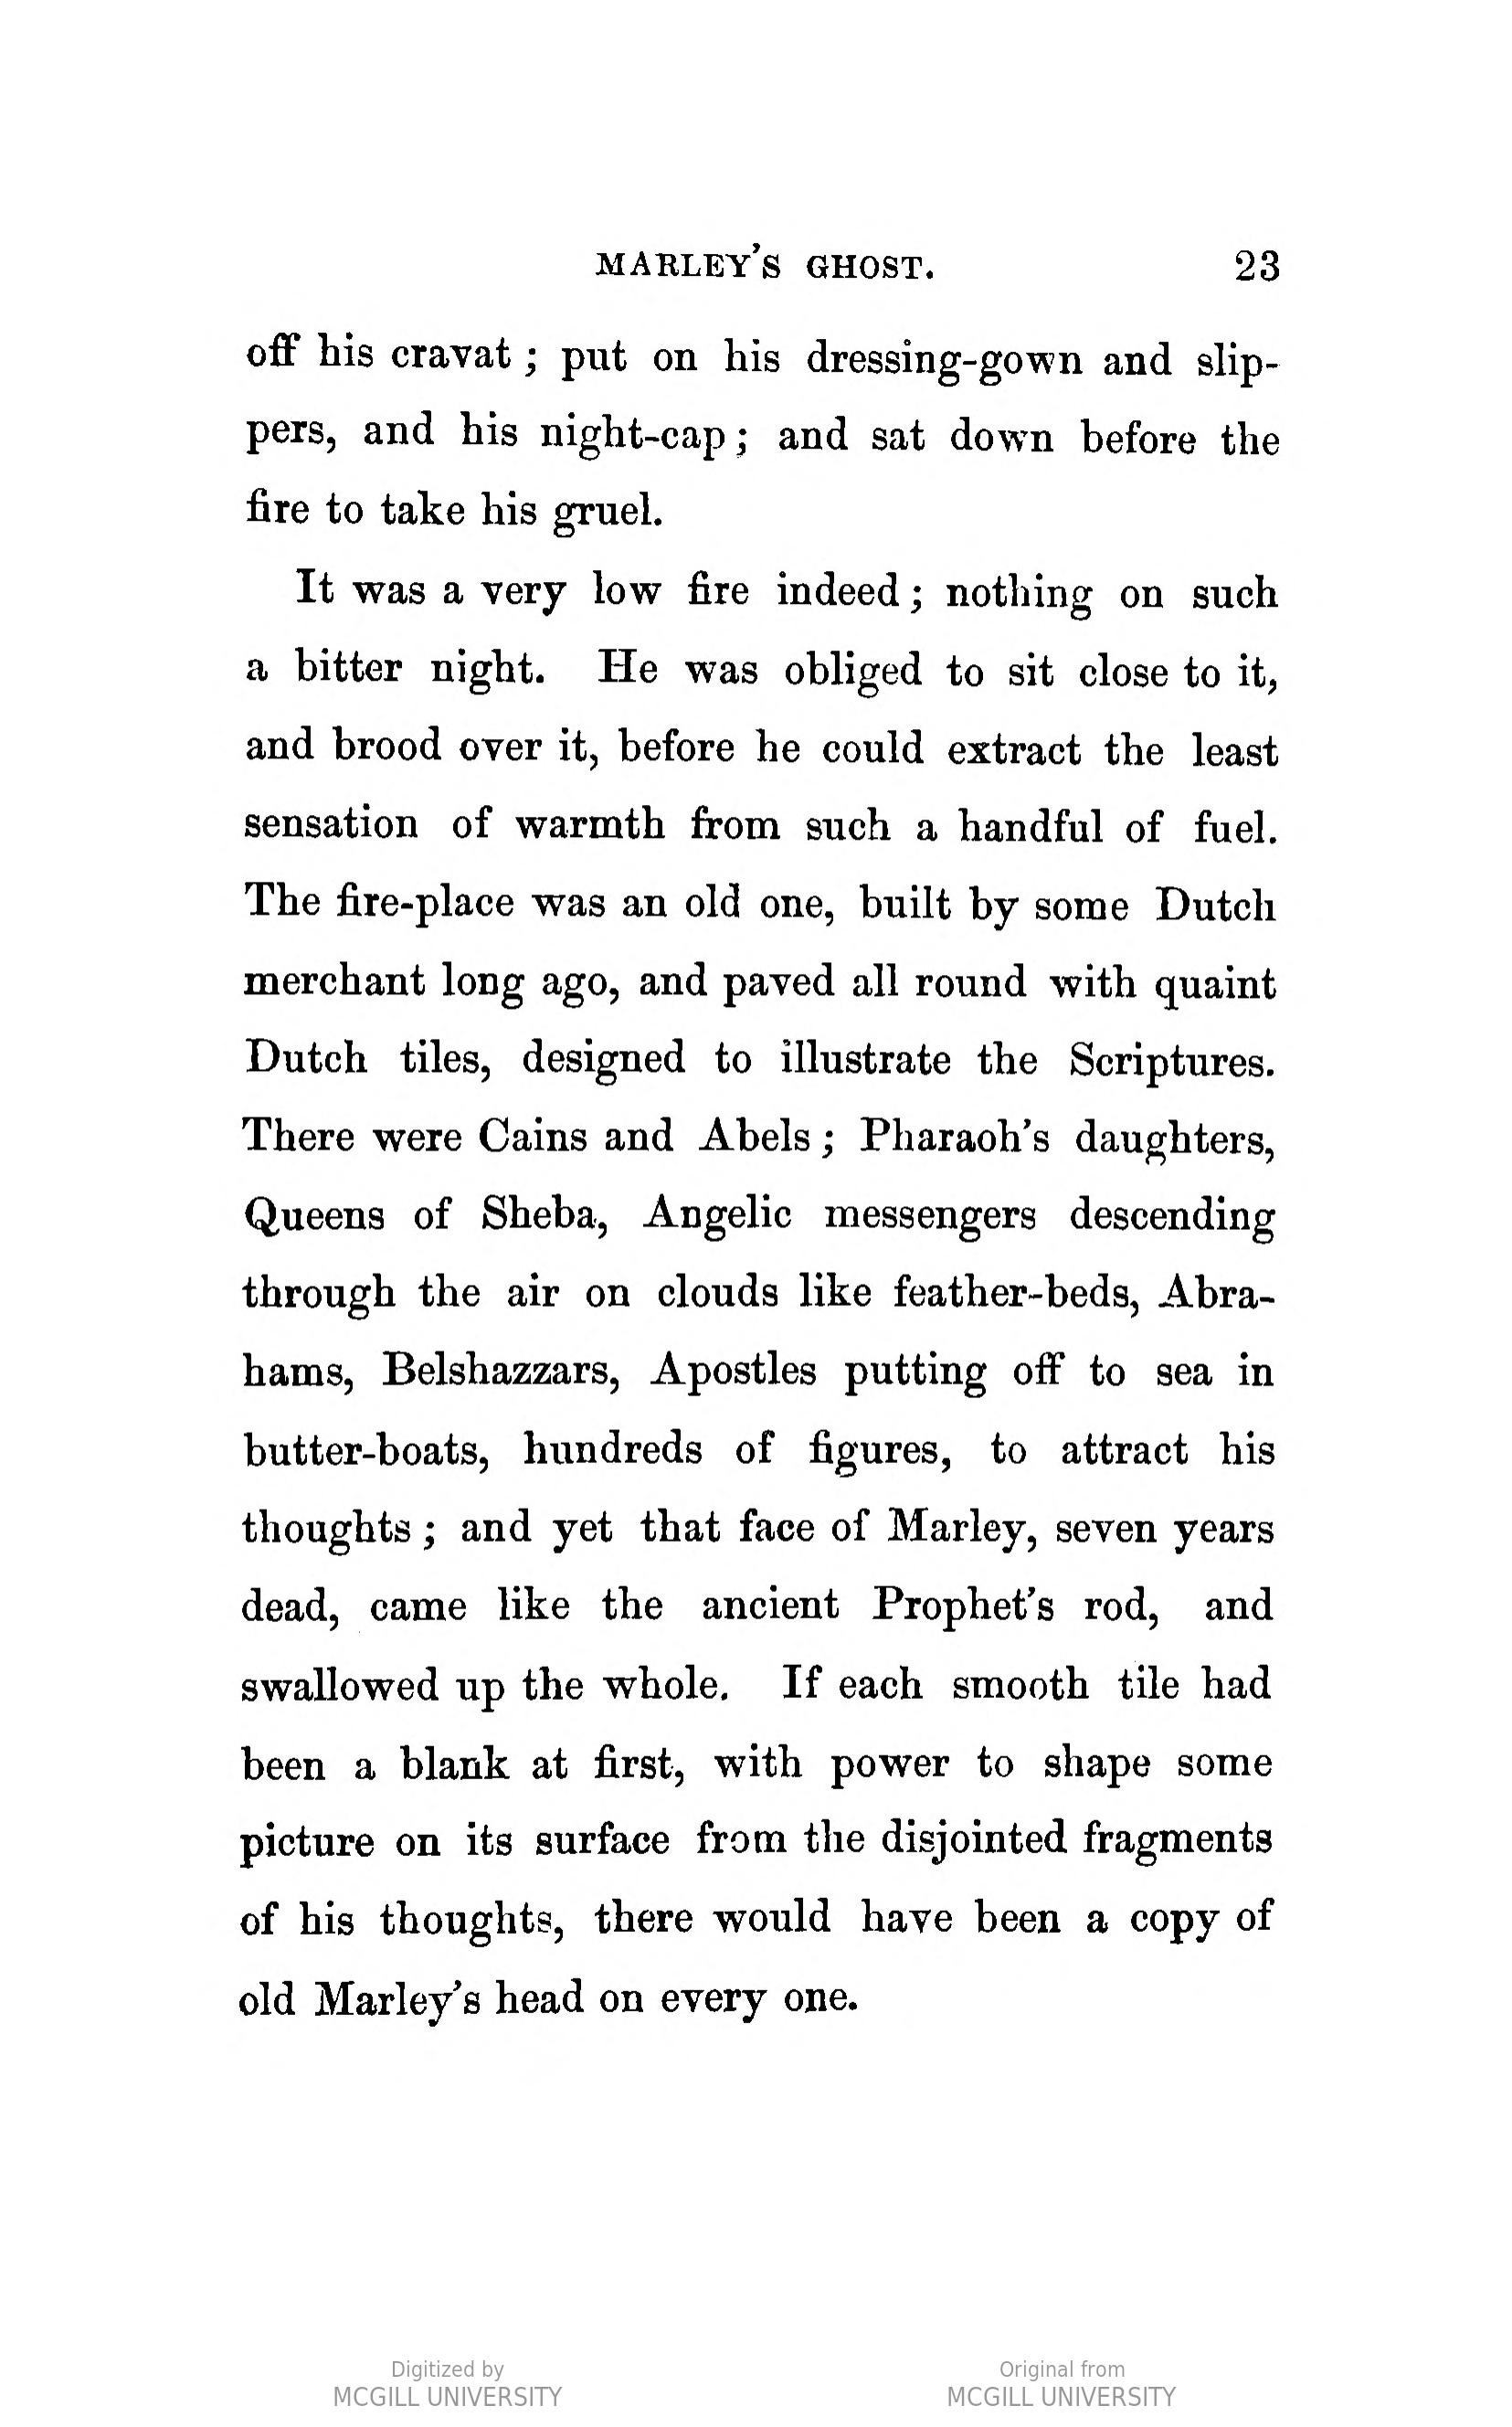 MARLEY'S GHOST. 23
off his cravat ; put on his dressing-gown and slip-
pers, and his night-cap ; and sat down before the
fire to take his gruel.
It was a very low fire indeed ; nothing on such
a bitter night. He was obliged to sit close to it,
and brood over it, before he could extract the least
sensation of warmth from such a handful of fuel.
The fire-place was an old one, built by some Dutch
merchant long ago, and paved all round with quaint
Dutch tiles, designed to illustrate the Scriptures.
There were Cains and Abels ; Pharaoh's daughters,
Queens of Sheba, Angelic messengers descending
through the air on clouds like feather-beds, Abra-
hams, Belshazzars, Apostles putting off to sea in
butter-boats, hundreds of figures, to attract his
thoughts ; and yet that face of Marley, seven years
dead, came like the ancient Prophet's rod, and
swallowed up the whole. If each smooth tile had
been a blank at first, with power to shape some
picture on its surface from the disjointed fragments
of his thoughts, there would have been a copy of
old Marley's head on every one.
Digitized by
MCGILL UNIVERSITY
Original from
MCGILL UNIVERSITY